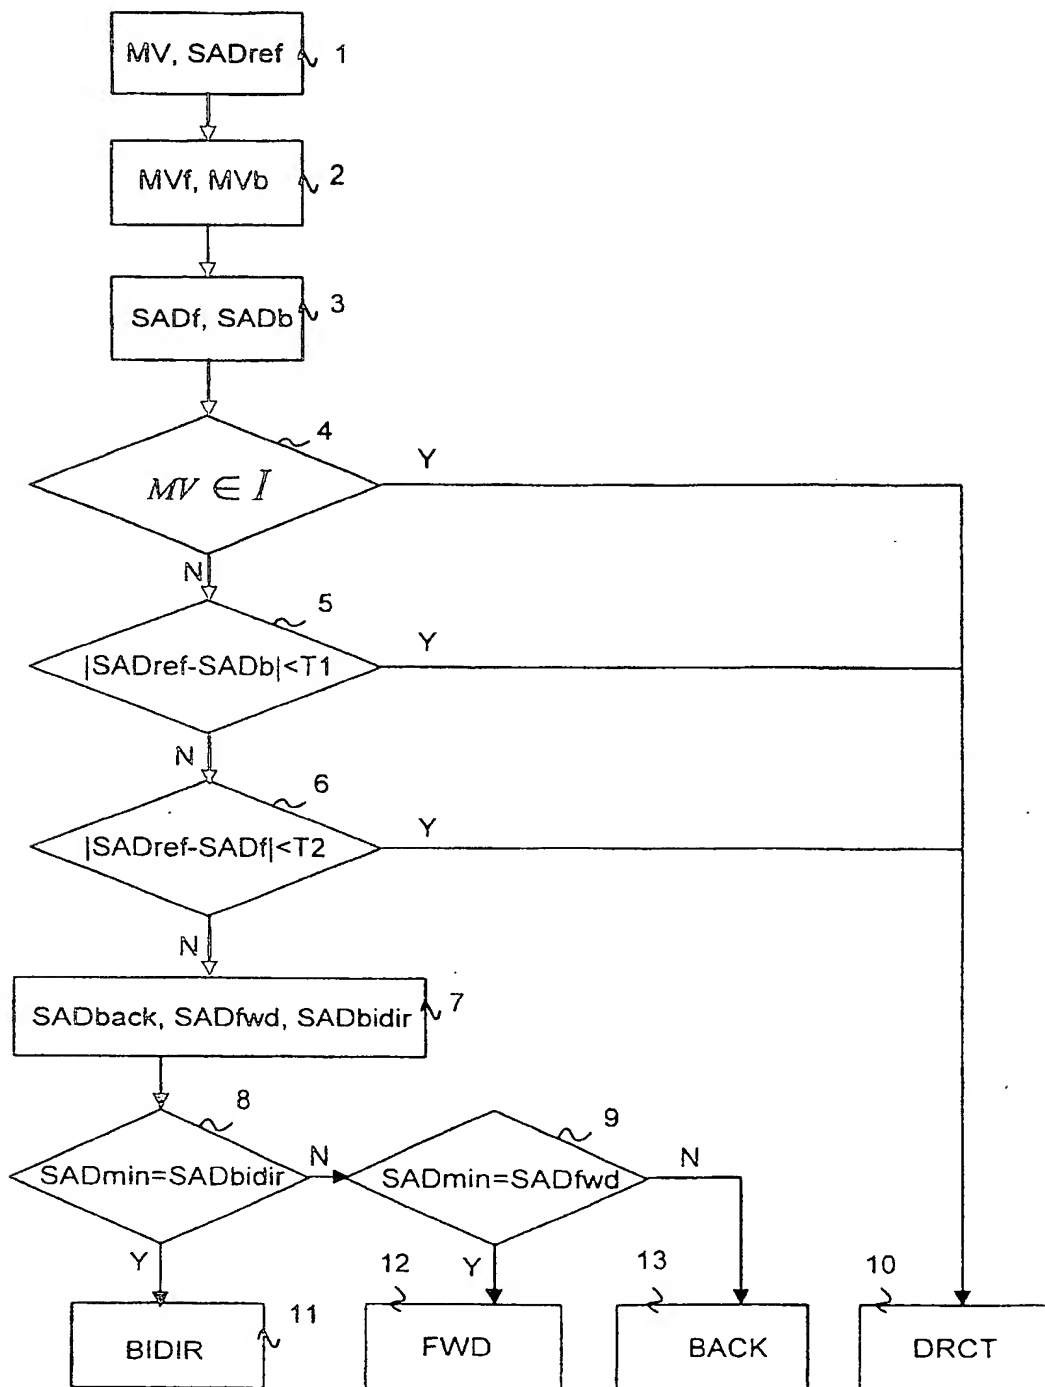 MV, SADref
1
MVf, MVb
2
SADf, SADb
3
4
MV ∈ I
Y
N
5
|SADref-SADb|<T1
Y
N
6
|SADref-SADf|<T2
Y
N
SADback, SADfwd, SADbidir
7
8
SADmin=SADbidir
N
9
SADmin=SADfwd
N
Y
Y
12
13
10
BIDIR
11
FWD
BACK
DRCT